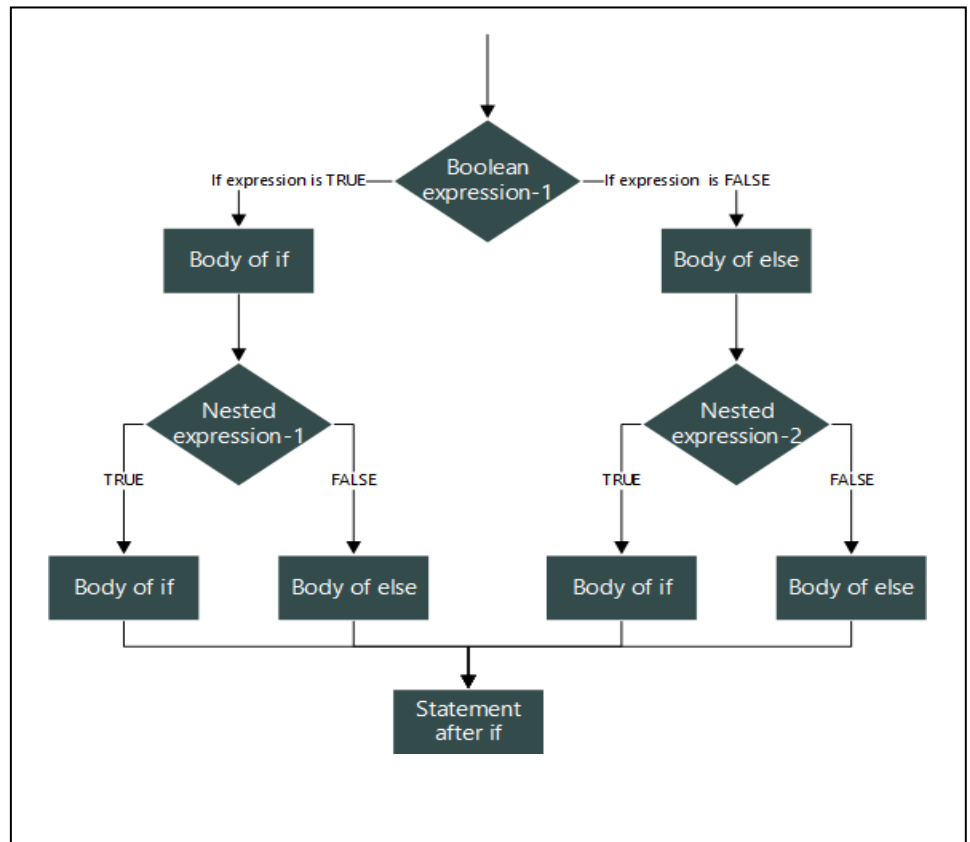 Boolean
expression-1
If expression is TRUE
If expression is FALSE
Body of if
Body of else
Nested
expression-1
Nested
expression-2
TRUE
FALSE
TRUE
FALSE
Body of if
Body of else
Body of if
Body of else
Statement
after if